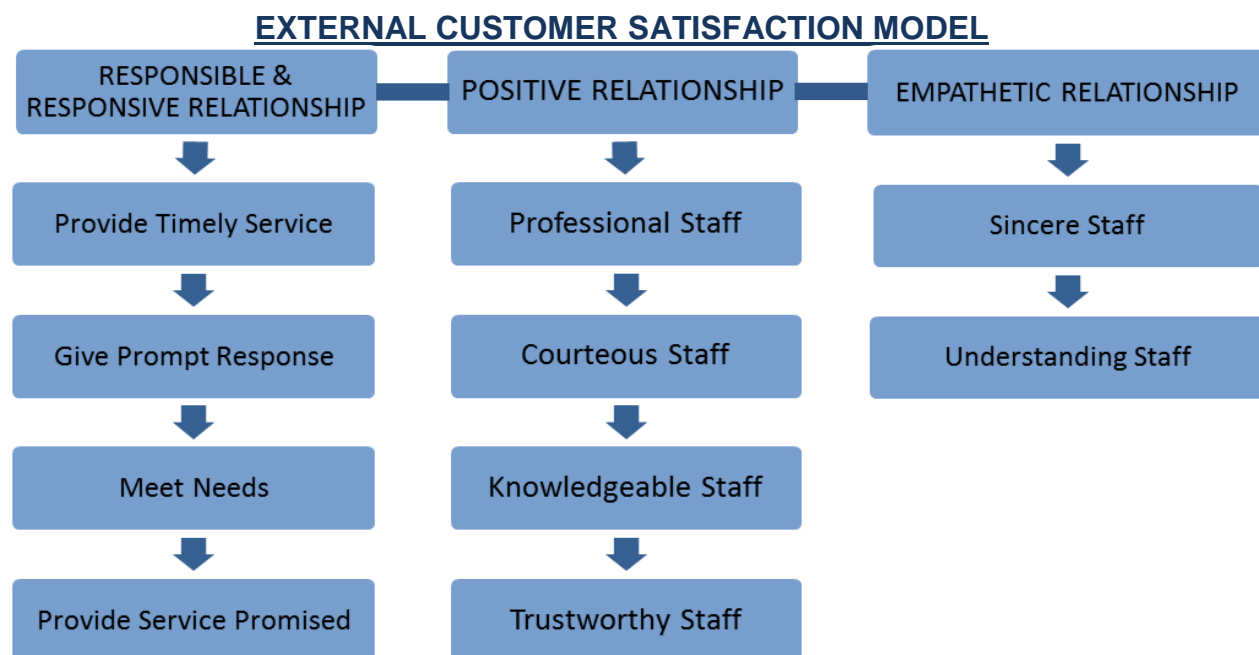 EXTERNAL CUSTOMER SATISFACTION MODEL
RESPONSIBLE &
RESPONSIVE RELATIONSHIP
POSITIVE RELATIONSHIP
EMPATHETIC RELATIONSHIP
Provide Timely Service
Professional Staff
Sincere Staff
Give Prompt Response
Courteous Staff
Understanding Staff
Meet Needs
Knowledgeable Staff
Provide Service Promised
Trustworthy Staff